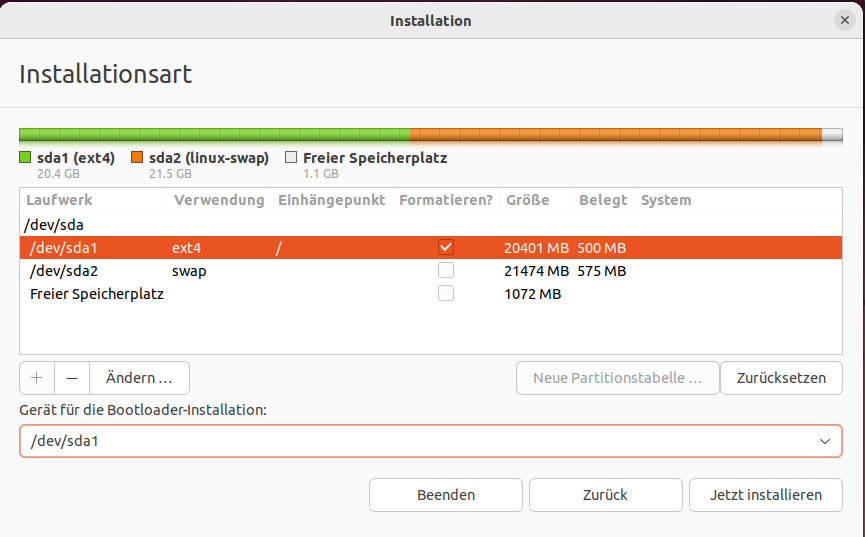 Installation
Installationsart
sda1 (ext4) sda2 (linux-swap) Freier Speicherplatz
20.4 GB 21.5 GB 1.1 GB
Laufwerk Verwendung Einhängepunkt Formatieren? Größe Belegt System
/dev/sda
/dev/sda1 ext4 / 20401 MB 500 MB
/dev/sda2 swap 21474 MB 575 MB
Freier Speicherplatz 1072 MB
+ − Ändern … Neue Partitionstabelle … Zurücksetzen
Gerät für die Bootloader-Installation:
/dev/sda1
Beenden Zurück Jetzt installieren